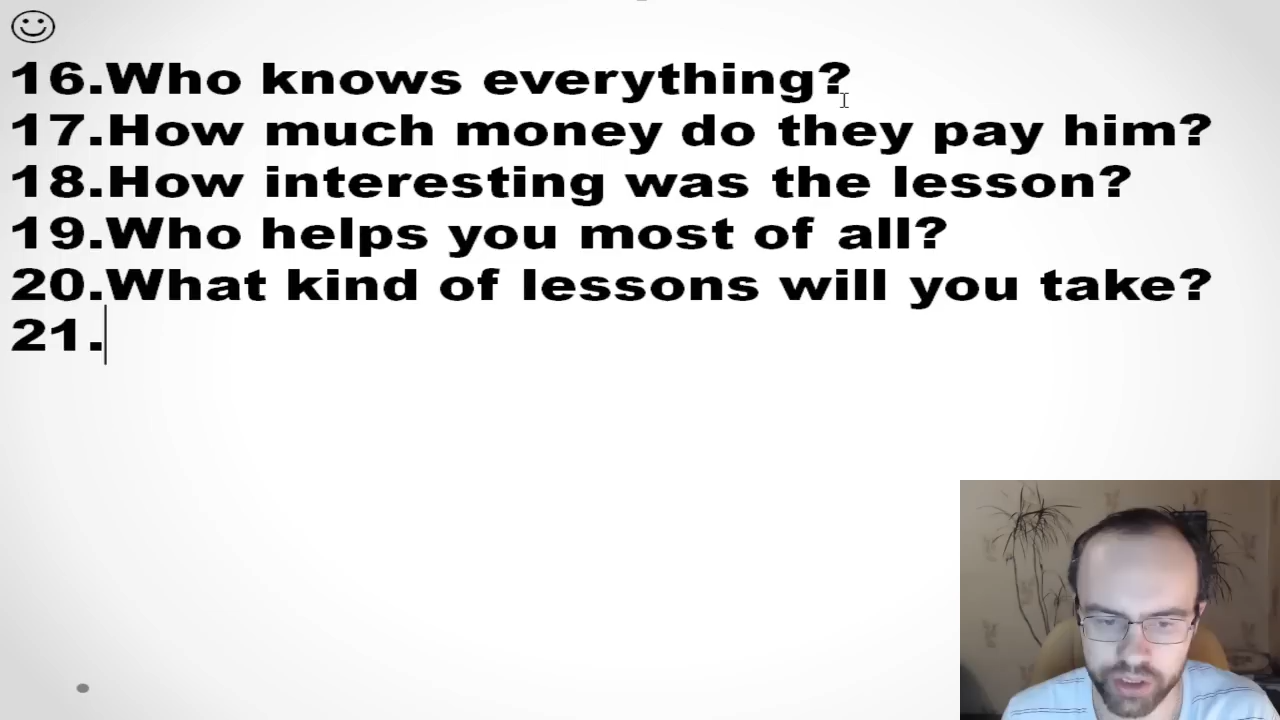 16.Who knows everything?
17.How much money do they pay him?
18.How interesting was the lesson?
19.Who helps you most of all?
20.What kind of lessons will you take?
21.